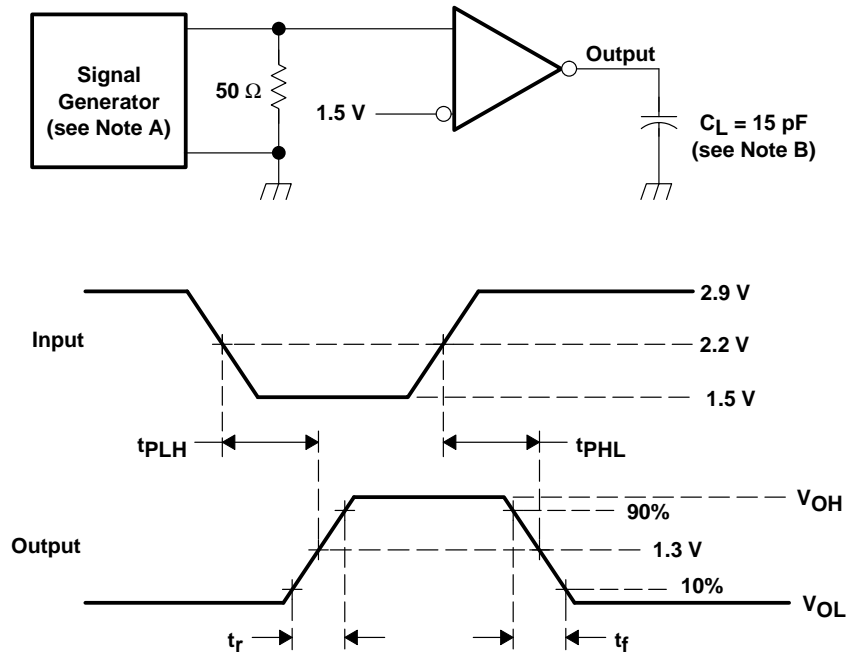 Signal
Generator
(see Note A)
50 Ω
1.5 V
Output
CL = 15 pF
(see Note B)
Input
2.9 V
2.2 V
1.5 V
tPLH
tPHL
Output
VOH
90%
1.3 V
10%
VOL
tr
tf